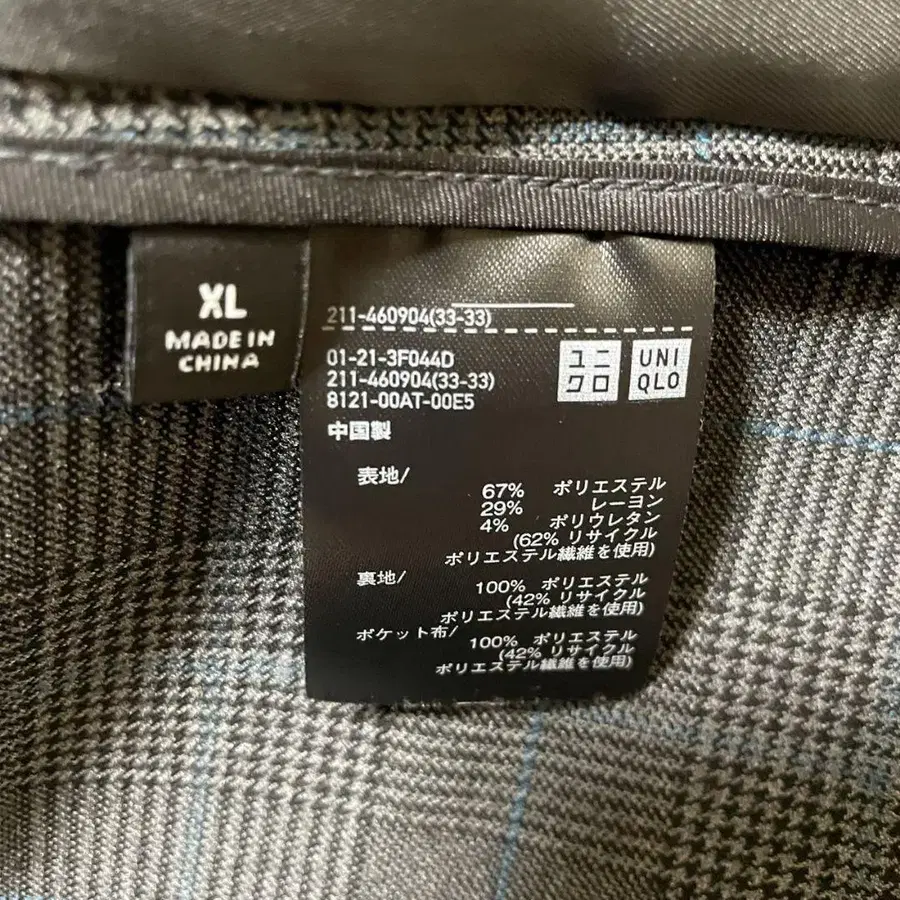 XL
MADE IN
CHINA
211-460904(33-33)
01-21-3F044D
211-460904(33-33)
8121-00AT-00E5
中国製
ユニ
クロ
UNI
QLO
表地/
67% ポリエステル
29% レーヨン
4% ポリウレタン
(62% リサイクル
ポリエステル繊維を使用)
裏地/
100% ポリエステル
(42% リサイクル
ポリエステル繊維を使用)
ポケット布/
100% ポリエステル
(42% リサイクル
ポリエステル繊維を使用)